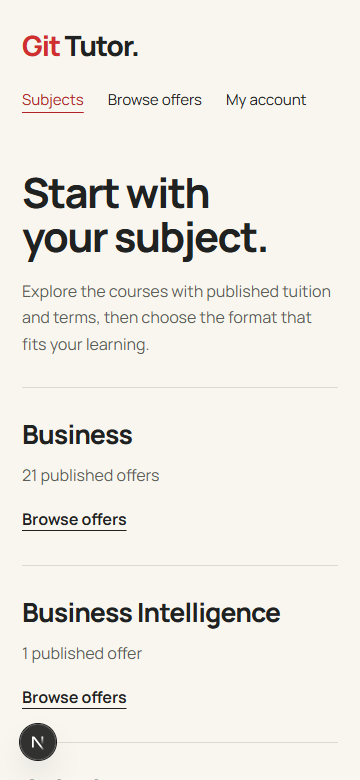 Git Tutor.
Subjects Browse offers My account
Start with
your subject.
Explore the courses with published tuition
and terms, then choose the format that
fits your learning.
Business
21 published offers
Browse offers
Business Intelligence
1 published offer
Browse offers
N